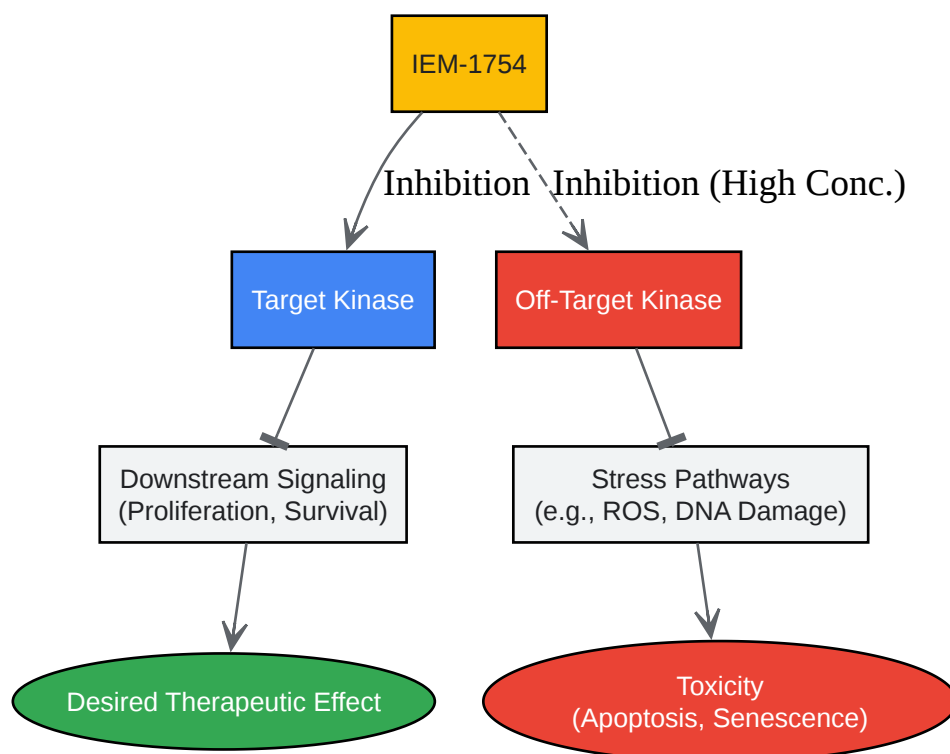 IEM-1754
Inhibition
Inhibition (High Conc.)
Target Kinase
Off-Target Kinase
Downstream Signaling
(Proliferation, Survival)
Stress Pathways
(e.g., ROS, DNA Damage)
Desired Therapeutic Effect
Toxicity
(Apoptosis, Senescence)